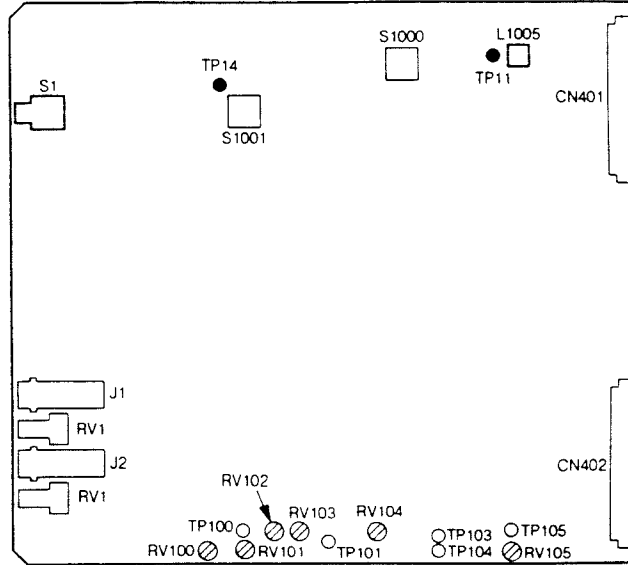 S1000
L1005
TP14
TP11
S1
CN401
S1001
J1
RV1
J2
CN402
RV102
RV1
RV103
RV104
TP100
TP103
TP105
RV100
RV101
TP101
TP104
RV105